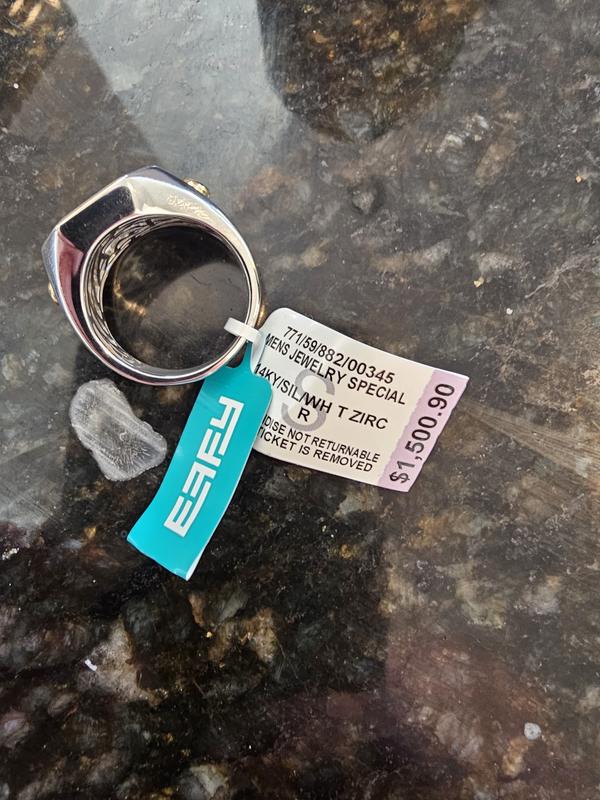 771/59/882/00345
MENS JEWELRY SPECIAL
S
14KY/SIL/WH T ZIRC
R
DISE NOT RETURNABLE
TICKET IS REMOVED
$1,500.90
EFFY